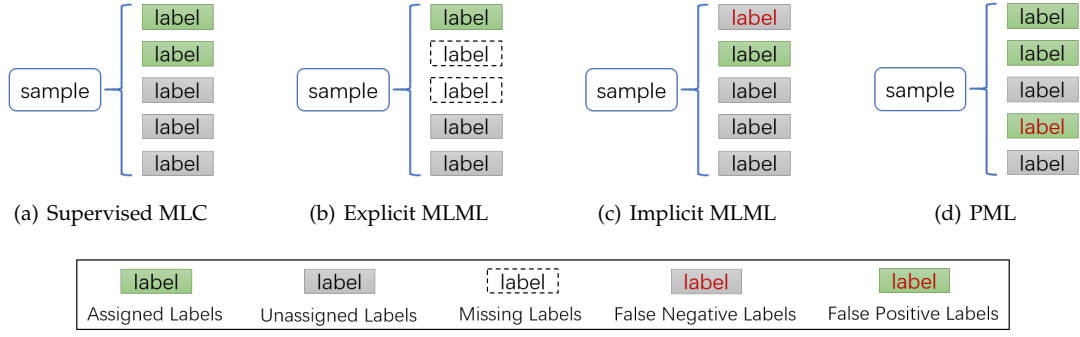 label
label
label
label
label
sample
(a) Supervised MLC
label
label
label
label
label
sample
(b) Explicit MLML
label
label
label
label
label
sample
(c) Implicit MLML
label
label
label
label
label
sample
(d) PML
label label label label label
Assigned Labels Unassigned Labels Missing Labels False Negative Labels False Positive Labels